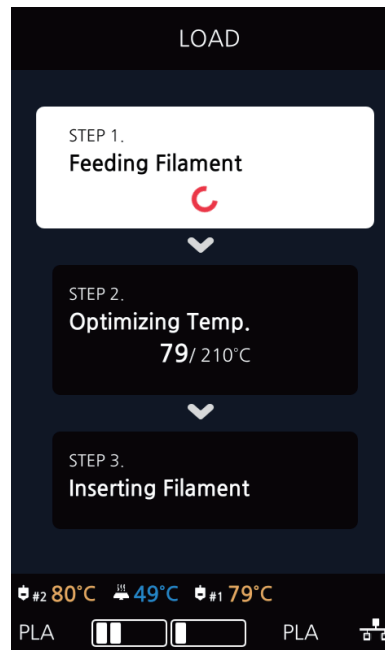 LOAD
STEP 1.
Feeding Filament
STEP 2.
Optimizing Temp.
79/ 210°C
STEP 3.
Inserting Filament
#2 80°C 49°C #1 79°C
PLA PLA